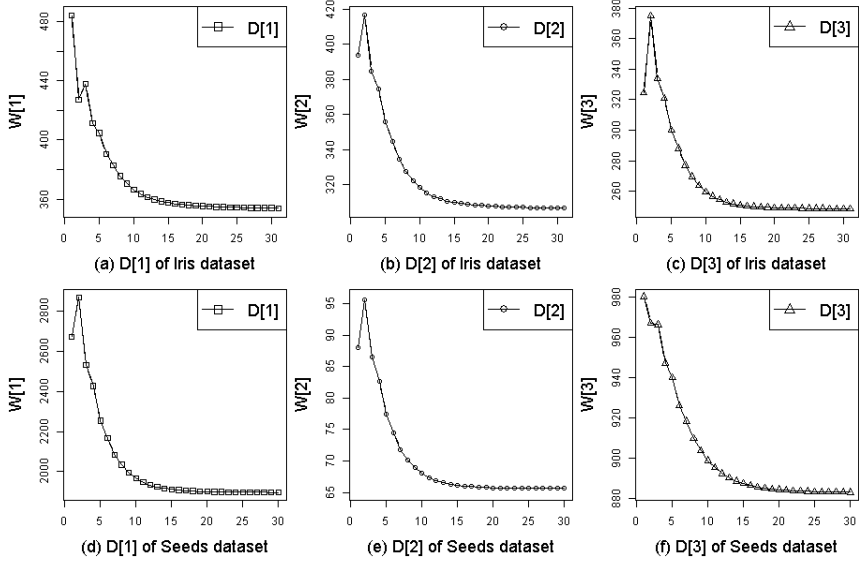 D[1]
W[1]
480
440
400
360
0 5 10 15 20 25 30
(a) D[1] of Iris dataset
D[2]
W[2]
420
400
380
360
340
320
0 5 10 15 20 25 30
(b) D[2] of Iris dataset
D[3]
W[3]
380
360
340
320
300
280
260
0 5 10 15 20 25 30
(c) D[3] of Iris dataset
D[1]
W[1]
2800
2600
2400
2200
2000
0 5 10 15 20 25 30
(d) D[1] of Seeds dataset
D[2]
W[2]
95
90
85
80
75
70
65
0 5 10 15 20 25 30
(e) D[2] of Seeds dataset
D[3]
W[3]
980
960
940
920
900
880
0 5 10 15 20 25 30
(f) D[3] of Seeds dataset